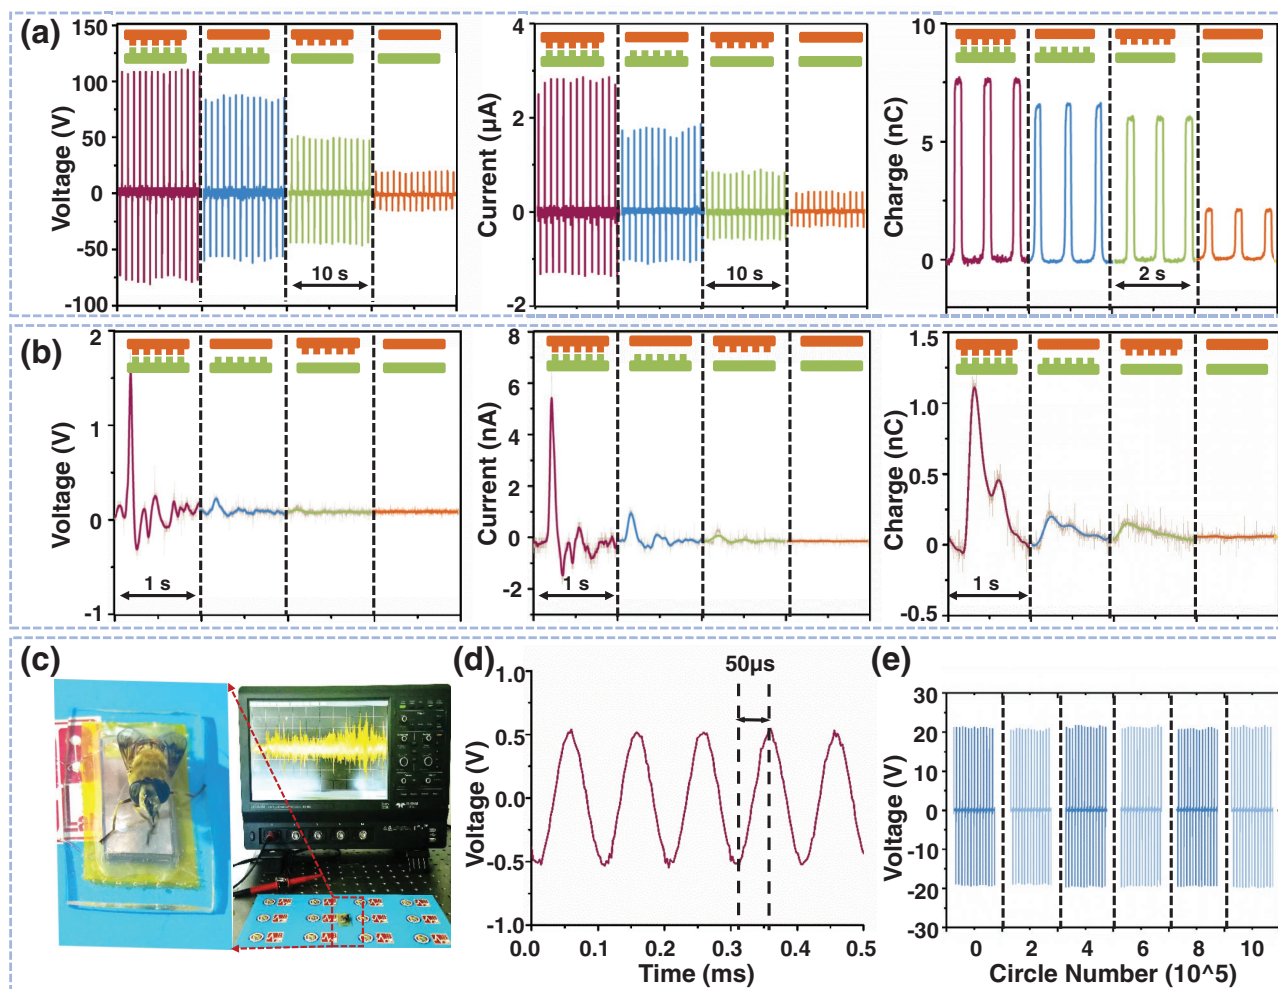 (a)
Voltage (V)
150
100
50
0
-50
-100
10 s
Current (μA)
4
2
0
-2
10 s
Charge (nC)
10
5
0
2 s
(b)
Voltage (V)
2
1
0
-1
1 s
Current (nA)
8
6
4
2
0
-2
1 s
Charge (nC)
1.5
1.0
0.5
0.0
-0.5
1 s
(c)
(d)
Voltage (V)
1.0
0.5
0.0
-0.5
-1.0
50μs
0.0 0.1 0.2 0.3 0.4 0.5
Time (ms)
(e)
Voltage (V)
30
20
10
0
-10
-20
-30
0 2 4 6 8 10
Circle Number (10^5)